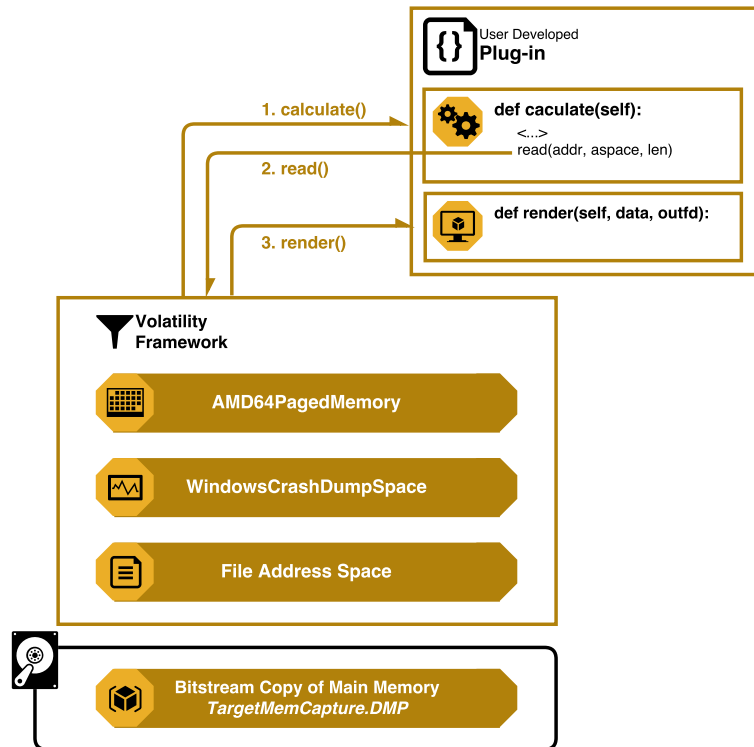 User Developed
Plug-in
1. calculate()
def caculate(self):
<...>
read(addr, aspace, len)
2. read()
def render(self, data, outfd):
3. render()
Volatility
Framework
AMD64PagedMemory
WindowsCrashDumpSpace
File Address Space
Bitstream Copy of Main Memory
TargetMemCapture.DMP